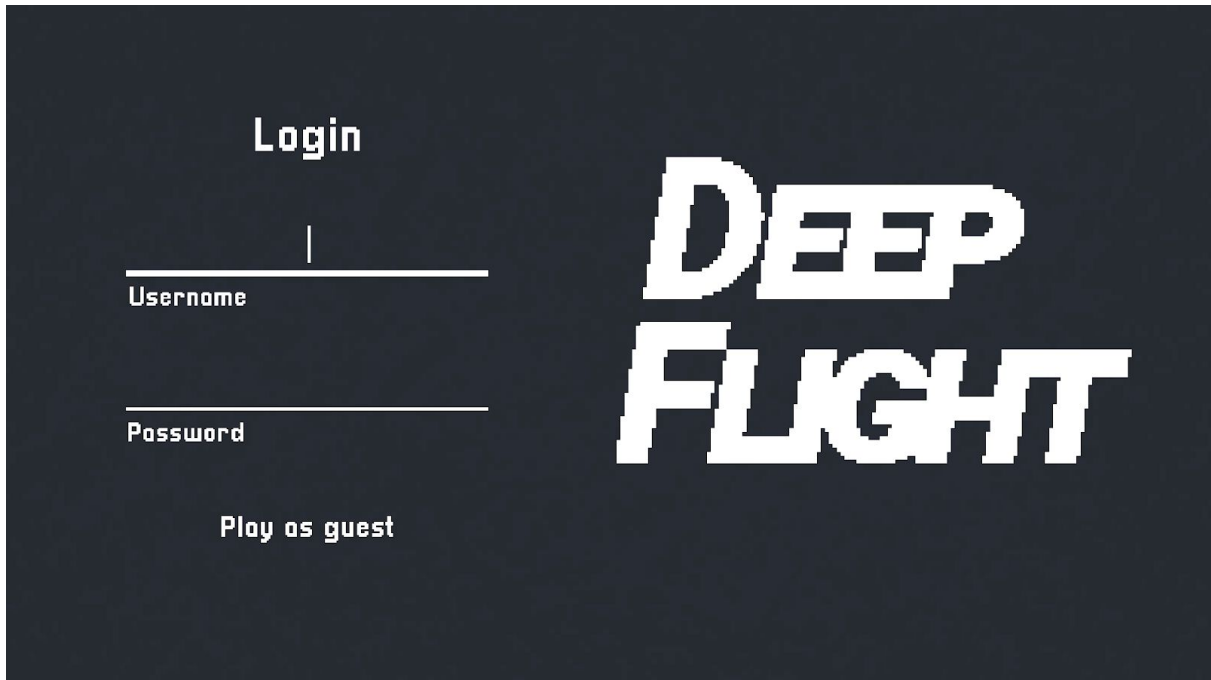 Login
Username
Password
Play as guest
DEEP
FLIGHT